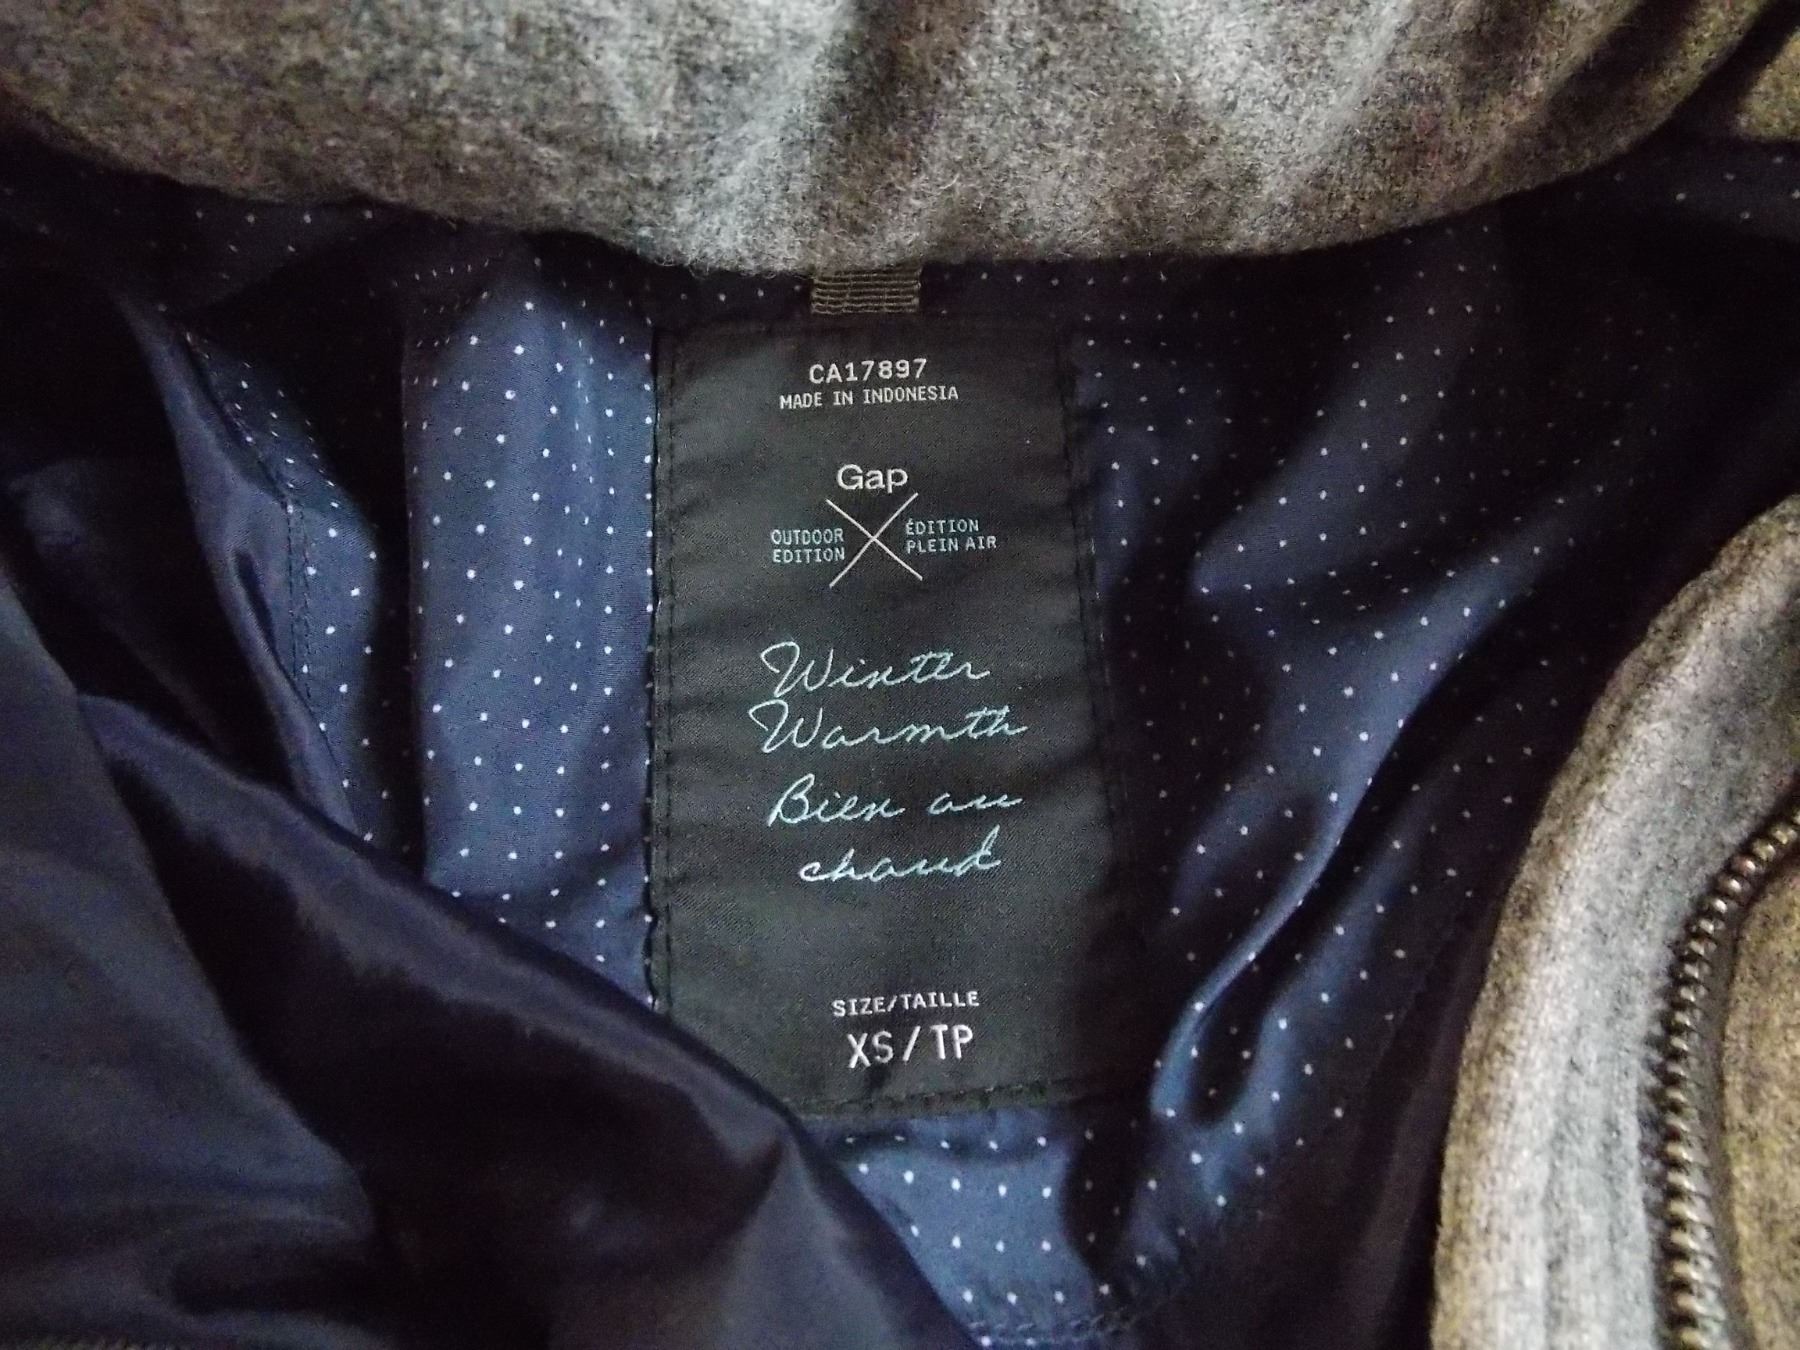 CA17897
MADE IN INDONESIA
Gap
OUTDOOR EDITION
ÉDITION PLEIN AIR
Winter
Warmth
Bien au
chaud
SIZE/TAILLE
XS/TP